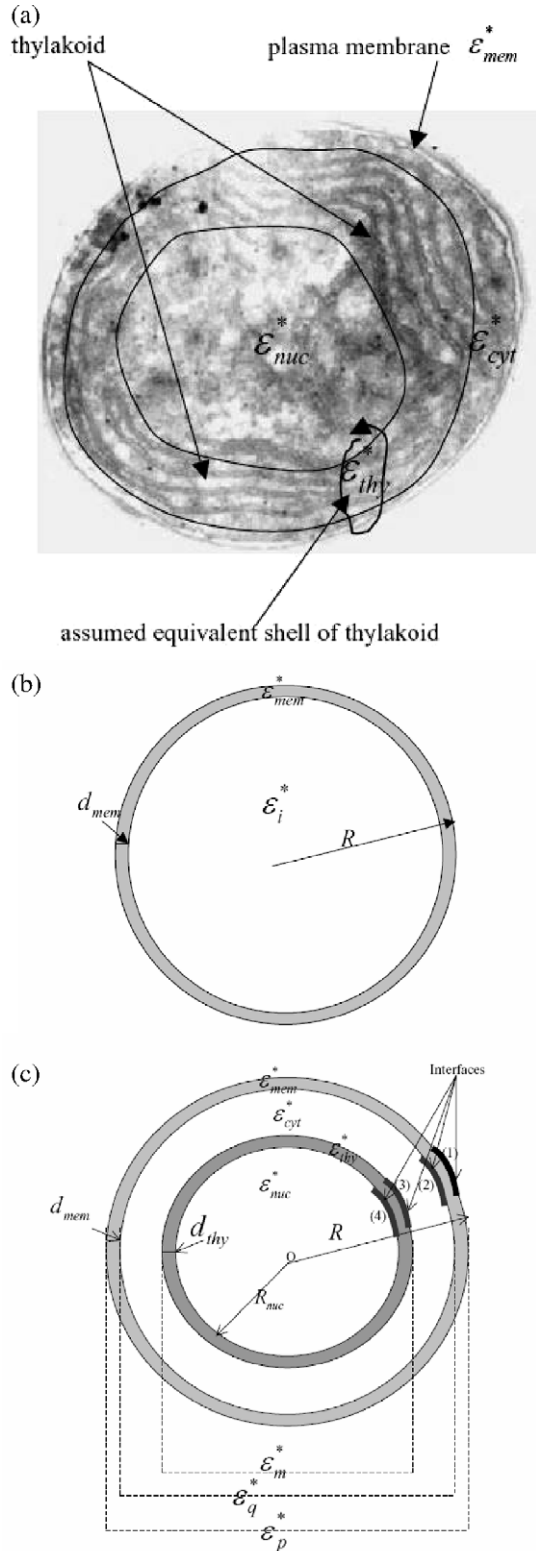 (a)
thylakoid
plasma membrane ε*mem
ε*nuc
ε*cyt
ε*thy
assumed equivalent shell of thylakoid
(b)
ε*mem
ε*i
dmem
R
(c)
Interfaces
ε*mem
ε*cyt
ε*thy
(1)
(2)
ε*nuc
(3)
(4)
dmem
dthy
R
O
Rnuc
ε*m
ε*q
ε*p